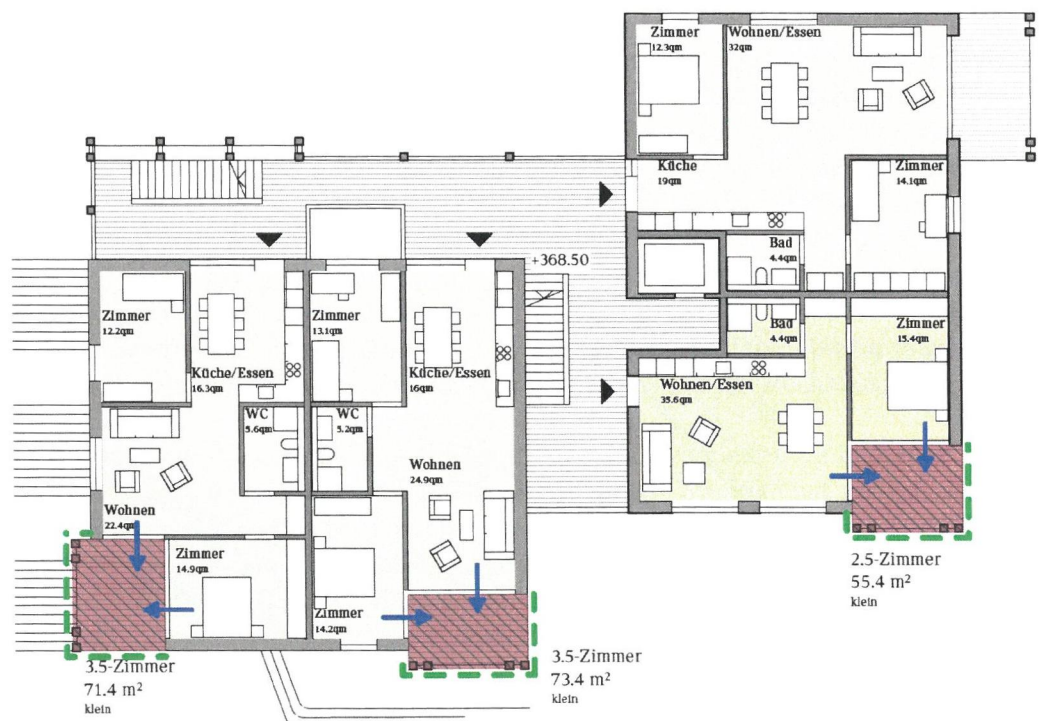 Zimmer
12.3qm
Wohnen/Essen
32qm
Küche
19qm
Zimmer
14.1qm
Bad
4.4qm
+368.50
Zimmer
12.2qm
Küche/Essen
16.3qm
Zimmer
13.1qm
Küche/Essen
16qm
Bad
4.4qm
Zimmer
15.4qm
Wohnen/Essen
35.6qm
WC
5.6qm
WC
5.2qm
Wohnen
24.9qm
Wohnen
22.4qm
Zimmer
14.9qm
Zimmer
14.2qm
2.5-Zimmer
55.4 m²
klein
3.5-Zimmer
71.4 m²
klein
3.5-Zimmer
73.4 m²
klein